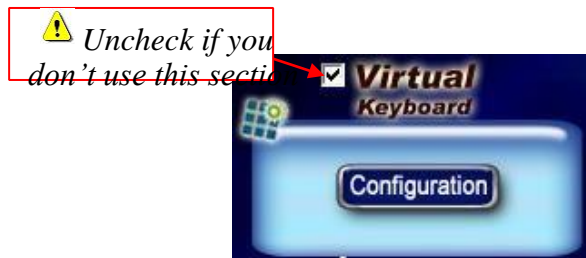 Uncheck if you
don’t use this
Virtual
Keyboard
Configuration